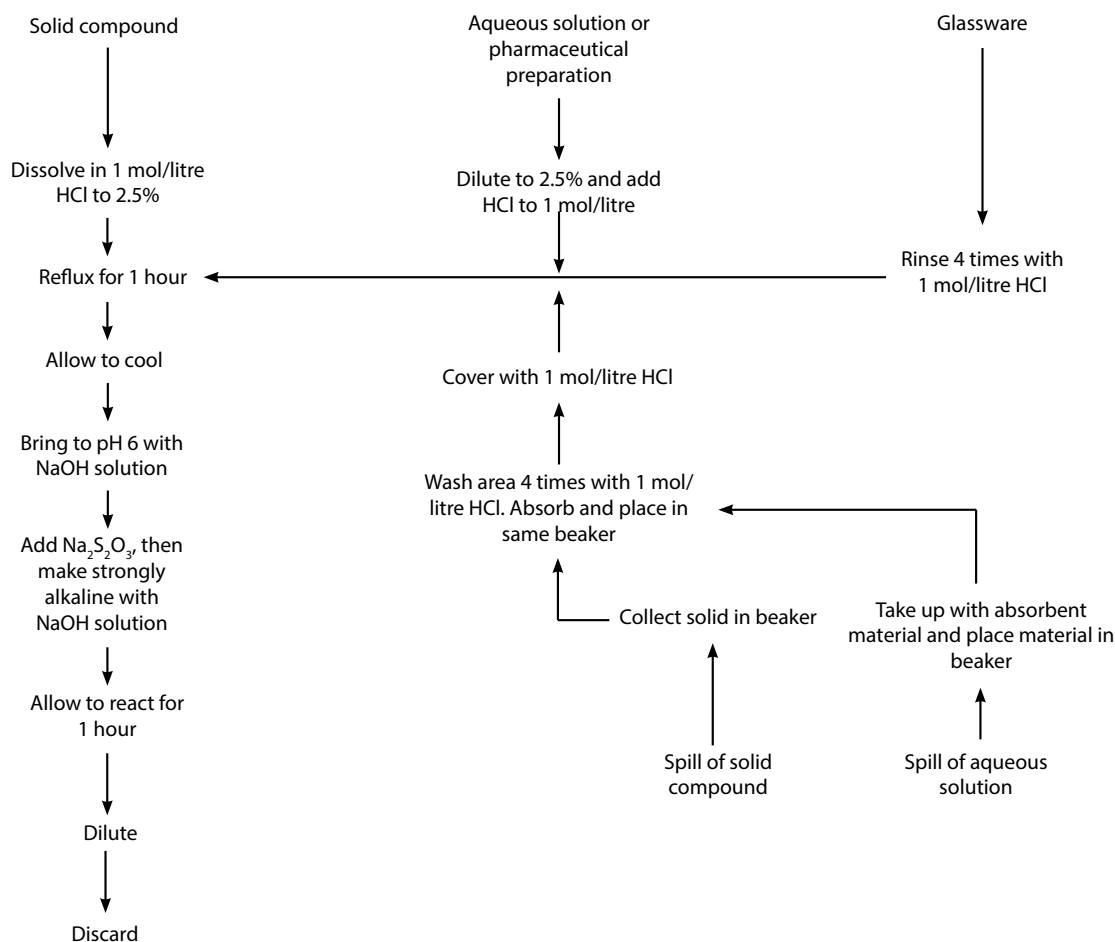 Solid compound
Aqueous solution or
pharmaceutical
preparation
Glassware
Dissolve in 1 mol/litre
HCl to 2.5%
Dilute to 2.5% and add
HCl to 1 mol/litre
Rinse 4 times with
1 mol/litre HCl
Reflux for 1 hour
Allow to cool
Cover with 1 mol/litre HCl
Bring to pH 6 with
NaOH solution
Wash area 4 times with 1 mol/
litre HCl. Absorb and place in
same beaker
Add Na₂S₂O₃, then
make strongly
alkaline with
NaOH solution
Collect solid in beaker
Take up with absorbent
material and place material in
beaker
Allow to react for
1 hour
Spill of solid
compound
Spill of aqueous
solution
Dilute
Discard